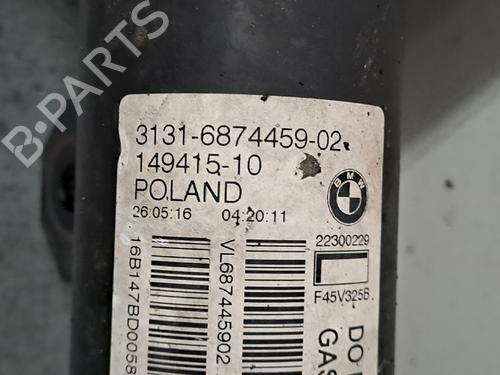 B-PARTS
3131-6874459-02
149415-10
POLAND
26:05:16 04:20:11
BMW
22300229
F45V325B
16B147BD0058
VL687445902
DO
GAS